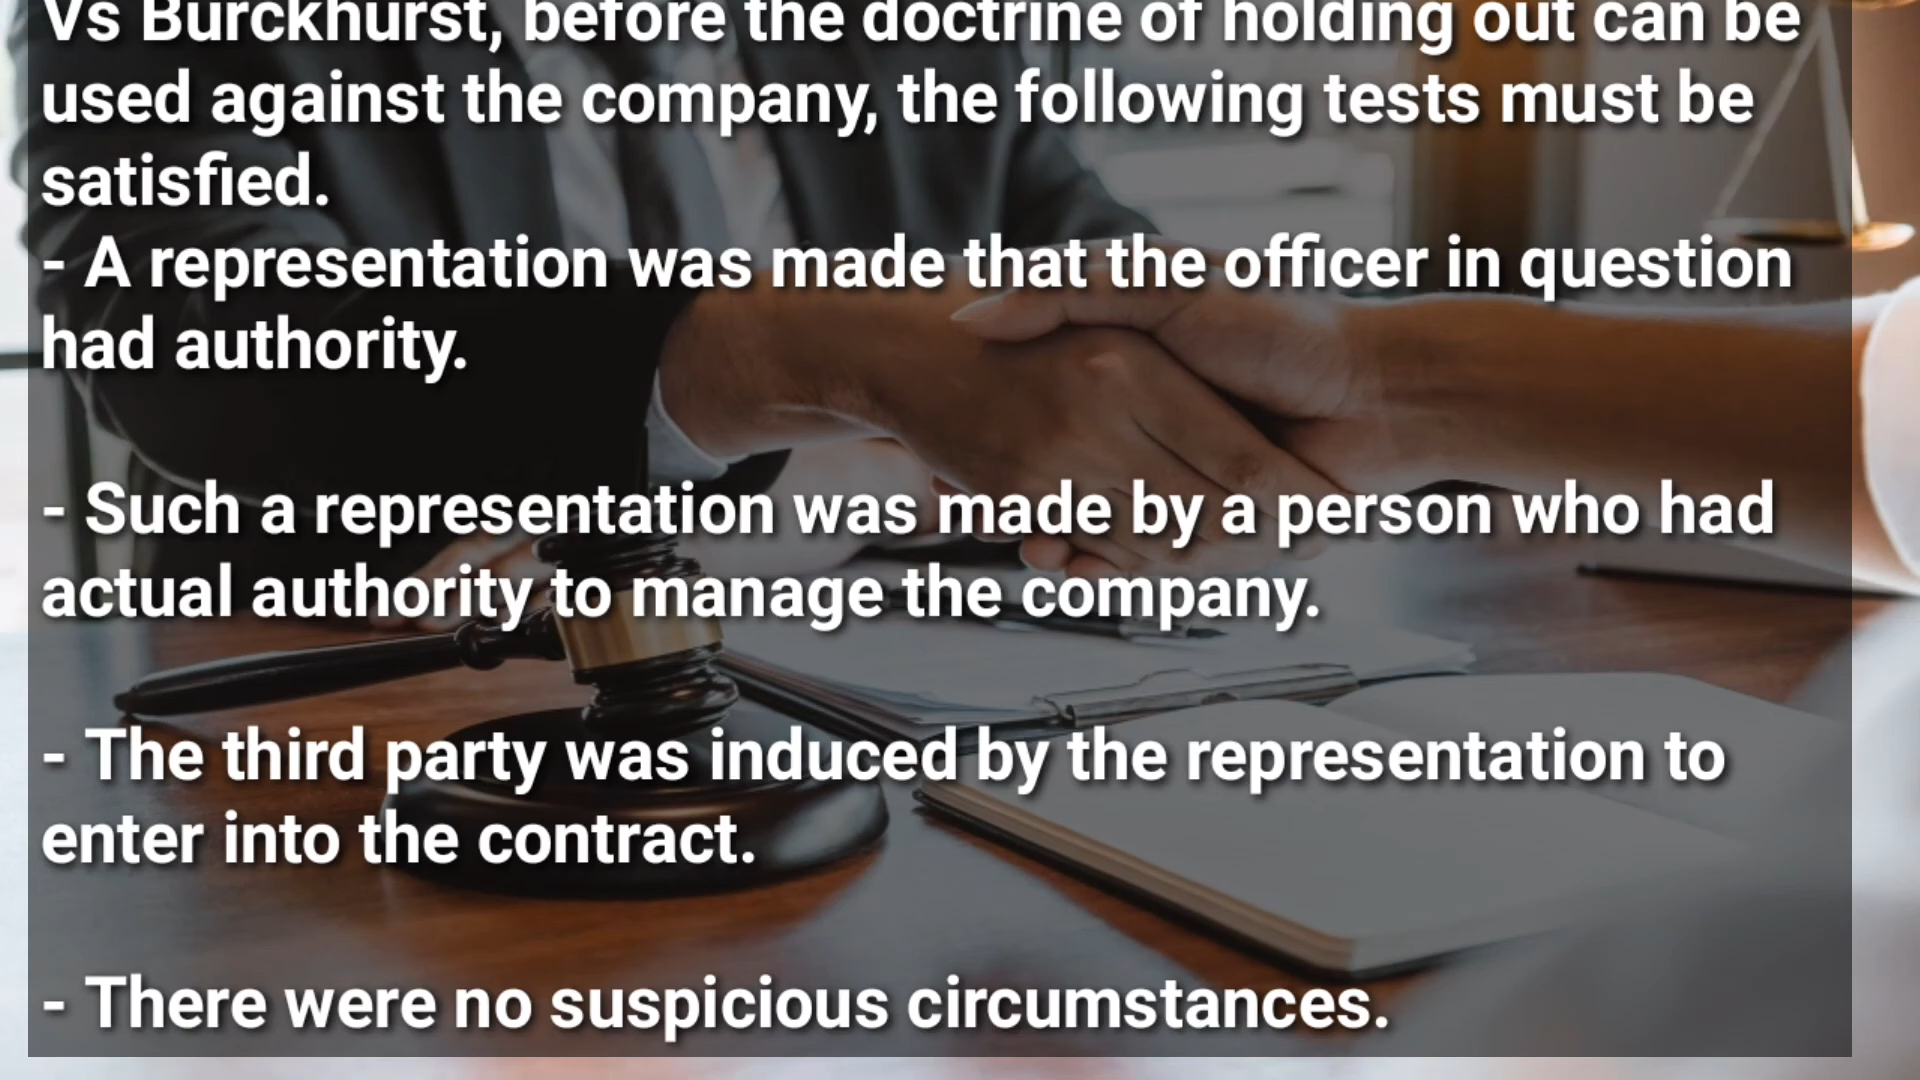 Vs Burckhurst, before the doctrine of holding out can be
used against the company, the following tests must be
satisfied.
- A representation was made that the officer in question
had authority.
- Such a representation was made by a person who had
actual authority to manage the company.
- The third party was induced by the representation to
enter into the contract.
- There were no suspicious circumstances.